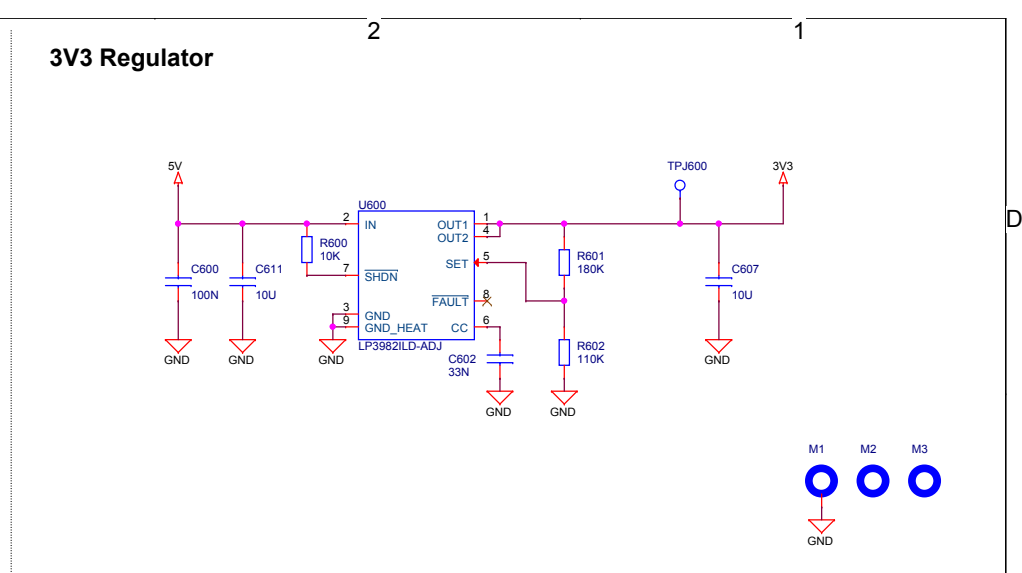 2
1
3V3 Regulator
D
5V
TPJ600
3V3
U600
2
IN
OUT1
1
OUT2
4
R600
10K
SET
5
R601
180K
7
SHDN
C600
100N
C611
10U
C607
10U
FAULT
8
3
GND
9
GND_HEAT
CC
6
LP3982ILD-ADJ
C602
33N
R602
110K
GND
GND
GND
GND
GND
GND
M1
M2
M3
GND